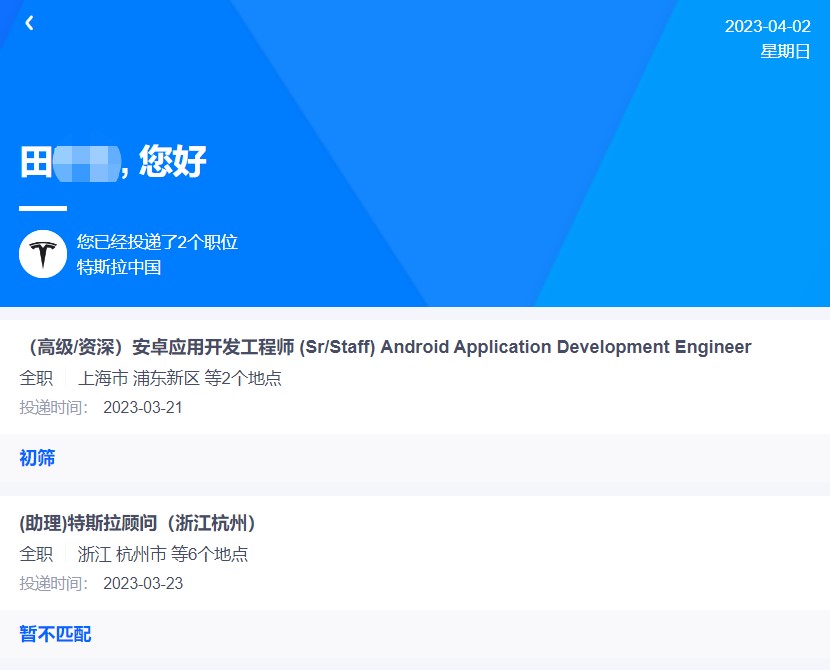 2023-04-02
星期日
田, 您好
您已经投递了2个职位
特斯拉中国
（高级/资深）安卓应用开发工程师 (Sr/Staff) Android Application Development Engineer
全职 上海市 浦东新区 等2个地点
投递时间： 2023-03-21
初筛
(助理)特斯拉顾问（浙江杭州）
全职 浙江 杭州市 等6个地点
投递时间： 2023-03-23
暂不匹配